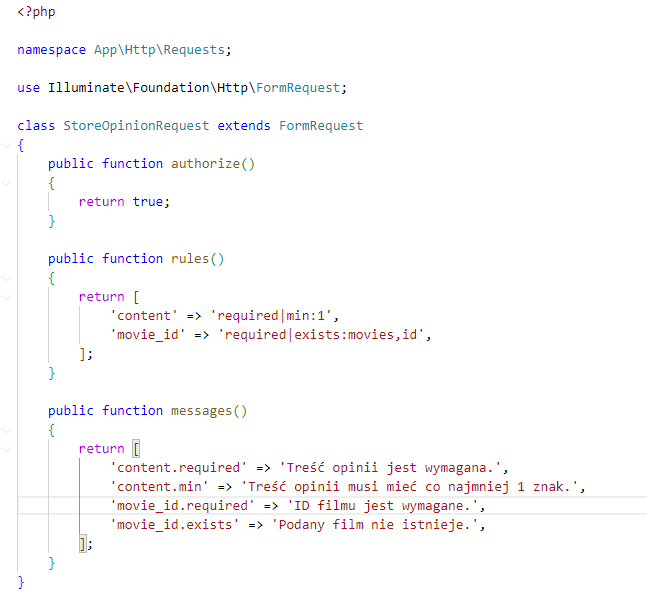 <?php
namespace App\Http\Requests;
use Illuminate\Foundation\Http\FormRequest;
class StoreOpinionRequest extends FormRequest
{
    public function authorize()
    {
        return true;
    }
    public function rules()
    {
        return [
            'content' => 'required|min:1',
            'movie_id' => 'required|exists:movies,id',
        ];
    }
    public function messages()
    {
        return [
            'content.required' => 'Treść opinii jest wymagana.',
            'content.min' => 'Treść opinii musi mieć co najmniej 1 znak.',
            'movie_id.required' => 'ID filmu jest wymagane.',
            'movie_id.exists' => 'Podany film nie istnieje.',
        ];
    }
}